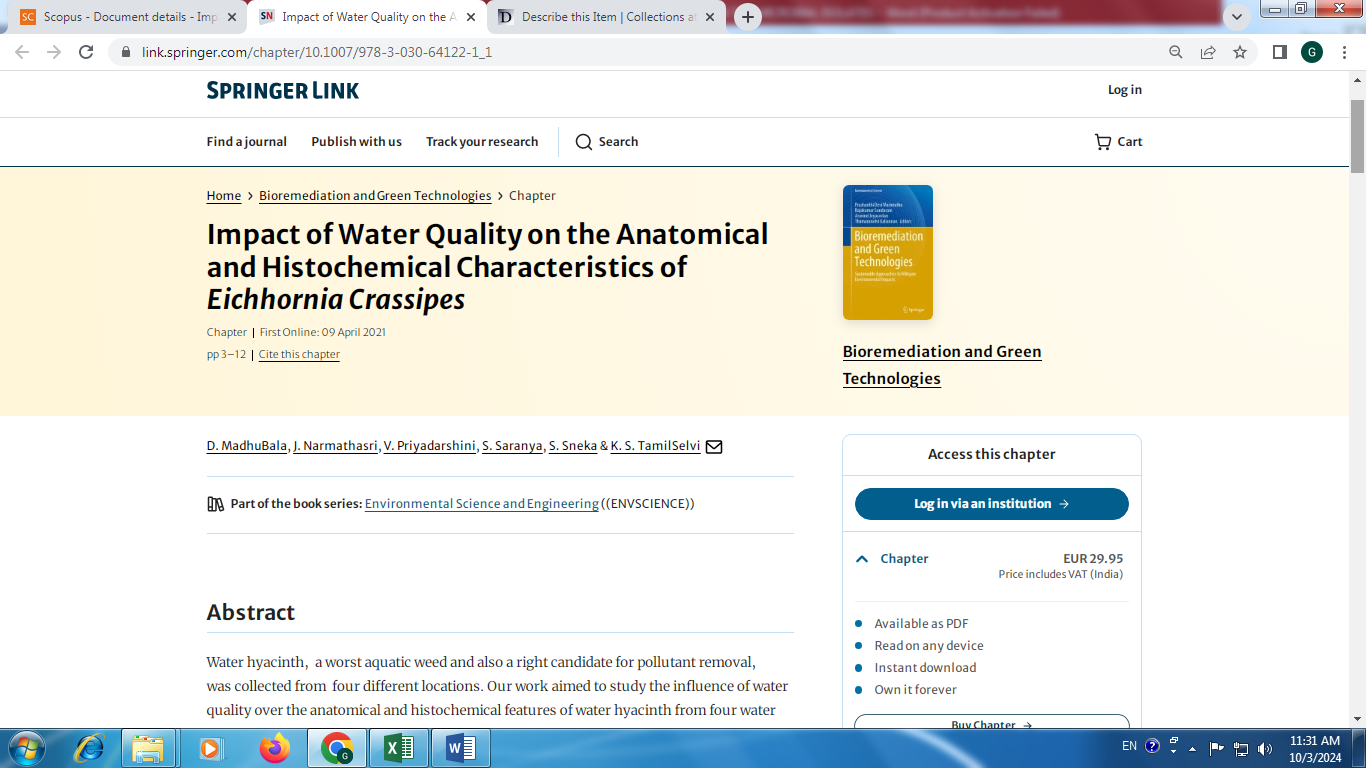 Scopus - Document details - Imp
Impact of Water Quality on the A
Describe this Item | Collections a
link.springer.com/chapter/10.1007/978-3-030-64122-1_1
G
SPRINGER LINK
Log in
Find a journal
Publish with us
Track your research
Search
Cart
Home > Bioremediation and Green Technologies > Chapter
Impact of Water Quality on the Anatomical
and Histochemical Characteristics of
Eichhornia Crassipes
Chapter | First Online: 09 April 2021
pp 3–12 | Cite this chapter
Bioremediation
and Green
Technologies
Springer
Bioremediation and Green
Technologies
D. MadhuBala, J. Narmathasri, V. Priyadarshini, S. Saranya, S. Sneka & K. S. TamilSelvi
Part of the book series: Environmental Science and Engineering ((ENVSCIENCE))
Abstract
Water hyacinth, a worst aquatic weed and also a right candidate for pollutant removal,
was collected from four different locations. Our work aimed to study the influence of water
quality over the anatomical and histochemical features of water hyacinth from four water
Access this chapter
Log in via an institution →
Chapter
EUR 29.95
Price includes VAT (India)
Available as PDF
Read on any device
Instant download
Own it forever
Buy Chapter →
EN
11:31 AM
10/3/2024